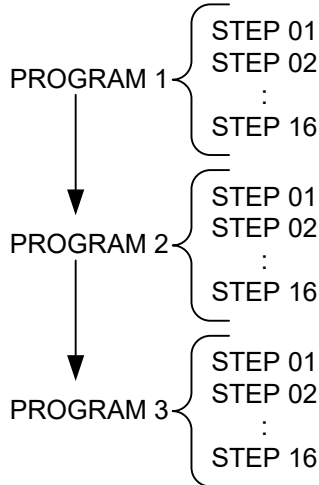 PROGRAM 1
STEP 01
STEP 02
:
STEP 16
PROGRAM 2
STEP 01
STEP 02
:
STEP 16
PROGRAM 3
STEP 01
STEP 02
:
STEP 16